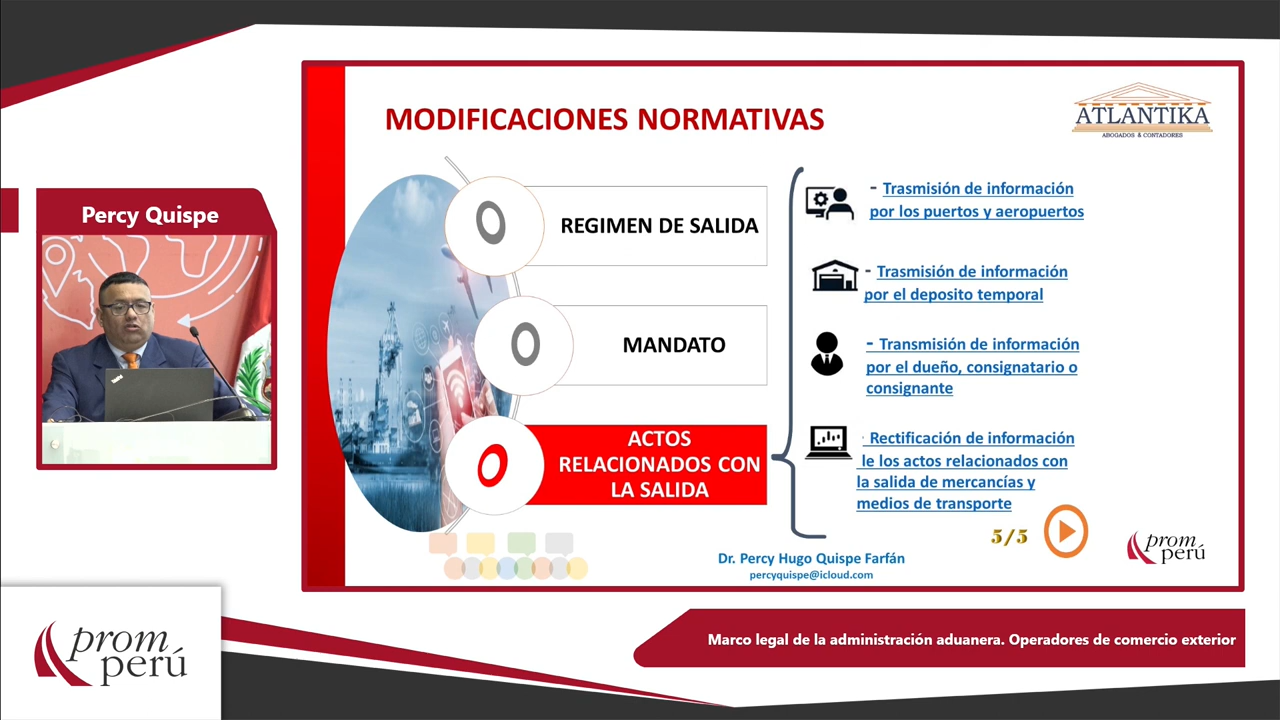 Percy Quispe
MODIFICACIONES NORMATIVAS
ATLANTIKA
ABOGADOS & CONTADORES
REGIMEN DE SALIDA
MANDATO
ACTOS
RELACIONADOS CON
LA SALIDA
- Trasmisión de información
por los puertos y aeropuertos
- Trasmisión de información
por el deposito temporal
- Transmisión de información
por el dueño, consignatario o
consignante
Rectificación de información
le los actos relacionados con
la salida de mercancías y
medios de transporte
5/5
Dr. Percy Hugo Quispe Farfán
percyquispe@icloud.com
prom
perú
prom
perú
Marco legal de la administración aduanera. Operadores de comercio exterior